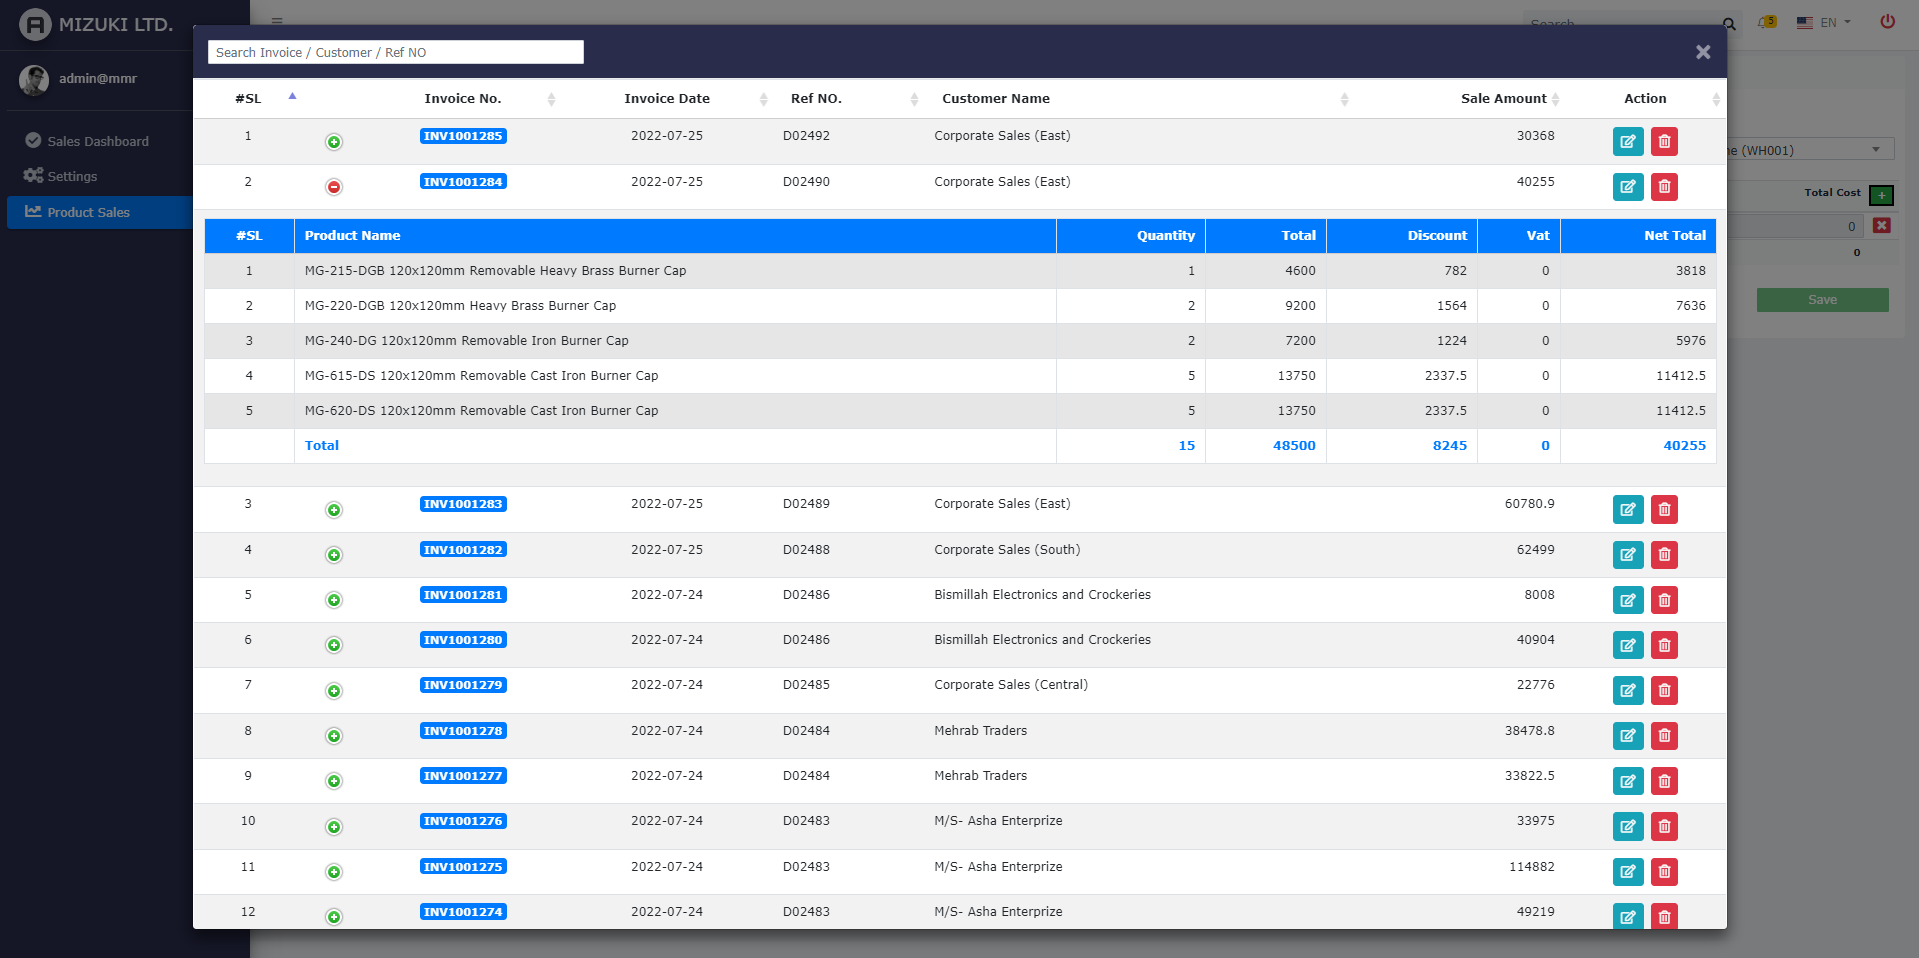 MIZUKI LTD.
Search
5
EN
Search Invoice / Customer / Ref NO
admin@mmr
Sales Dashboard
Settings
Product Sales
#SL Invoice No. Invoice Date Ref NO. Customer Name Sale Amount Action
1 INV1001285 2022-07-25 D02492 Corporate Sales (East) 30368
2 INV1001284 2022-07-25 D02490 Corporate Sales (East) 40255
#SL Product Name Quantity Total Discount Vat Net Total
1 MG-215-DGB 120x120mm Removable Heavy Brass Burner Cap 1 4600 782 0 3818
2 MG-220-DGB 120x120mm Heavy Brass Burner Cap 2 9200 1564 0 7636
3 MG-240-DG 120x120mm Removable Iron Burner Cap 2 7200 1224 0 5976
4 MG-615-DS 120x120mm Removable Cast Iron Burner Cap 5 13750 2337.5 0 11412.5
5 MG-620-DS 120x120mm Removable Cast Iron Burner Cap 5 13750 2337.5 0 11412.5
Total 15 48500 8245 0 40255
3 INV1001283 2022-07-25 D02489 Corporate Sales (East) 60780.9
4 INV1001282 2022-07-25 D02488 Corporate Sales (South) 62499
5 INV1001281 2022-07-24 D02486 Bismillah Electronics and Crockeries 8008
6 INV1001280 2022-07-24 D02486 Bismillah Electronics and Crockeries 40904
7 INV1001279 2022-07-24 D02485 Corporate Sales (Central) 22776
8 INV1001278 2022-07-24 D02484 Mehrab Traders 38478.8
9 INV1001277 2022-07-24 D02484 Mehrab Traders 33822.5
10 INV1001276 2022-07-24 D02483 M/S- Asha Enterprize 33975
11 INV1001275 2022-07-24 D02483 M/S- Asha Enterprize 114882
12 INV1001274 2022-07-24 D02483 M/S- Asha Enterprize 49219
(WH001)
Total Cost
0
0
Save